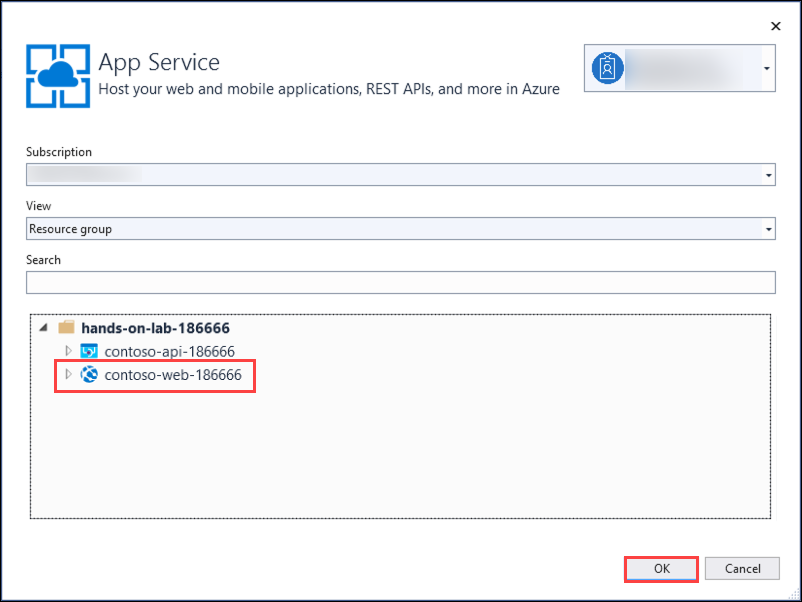 App Service
Host your web and mobile applications, REST APIs, and more in Azure
Subscription
View
Resource group
Search
hands-on-lab-186666
contoso-api-186666
contoso-web-186666
OK
Cancel